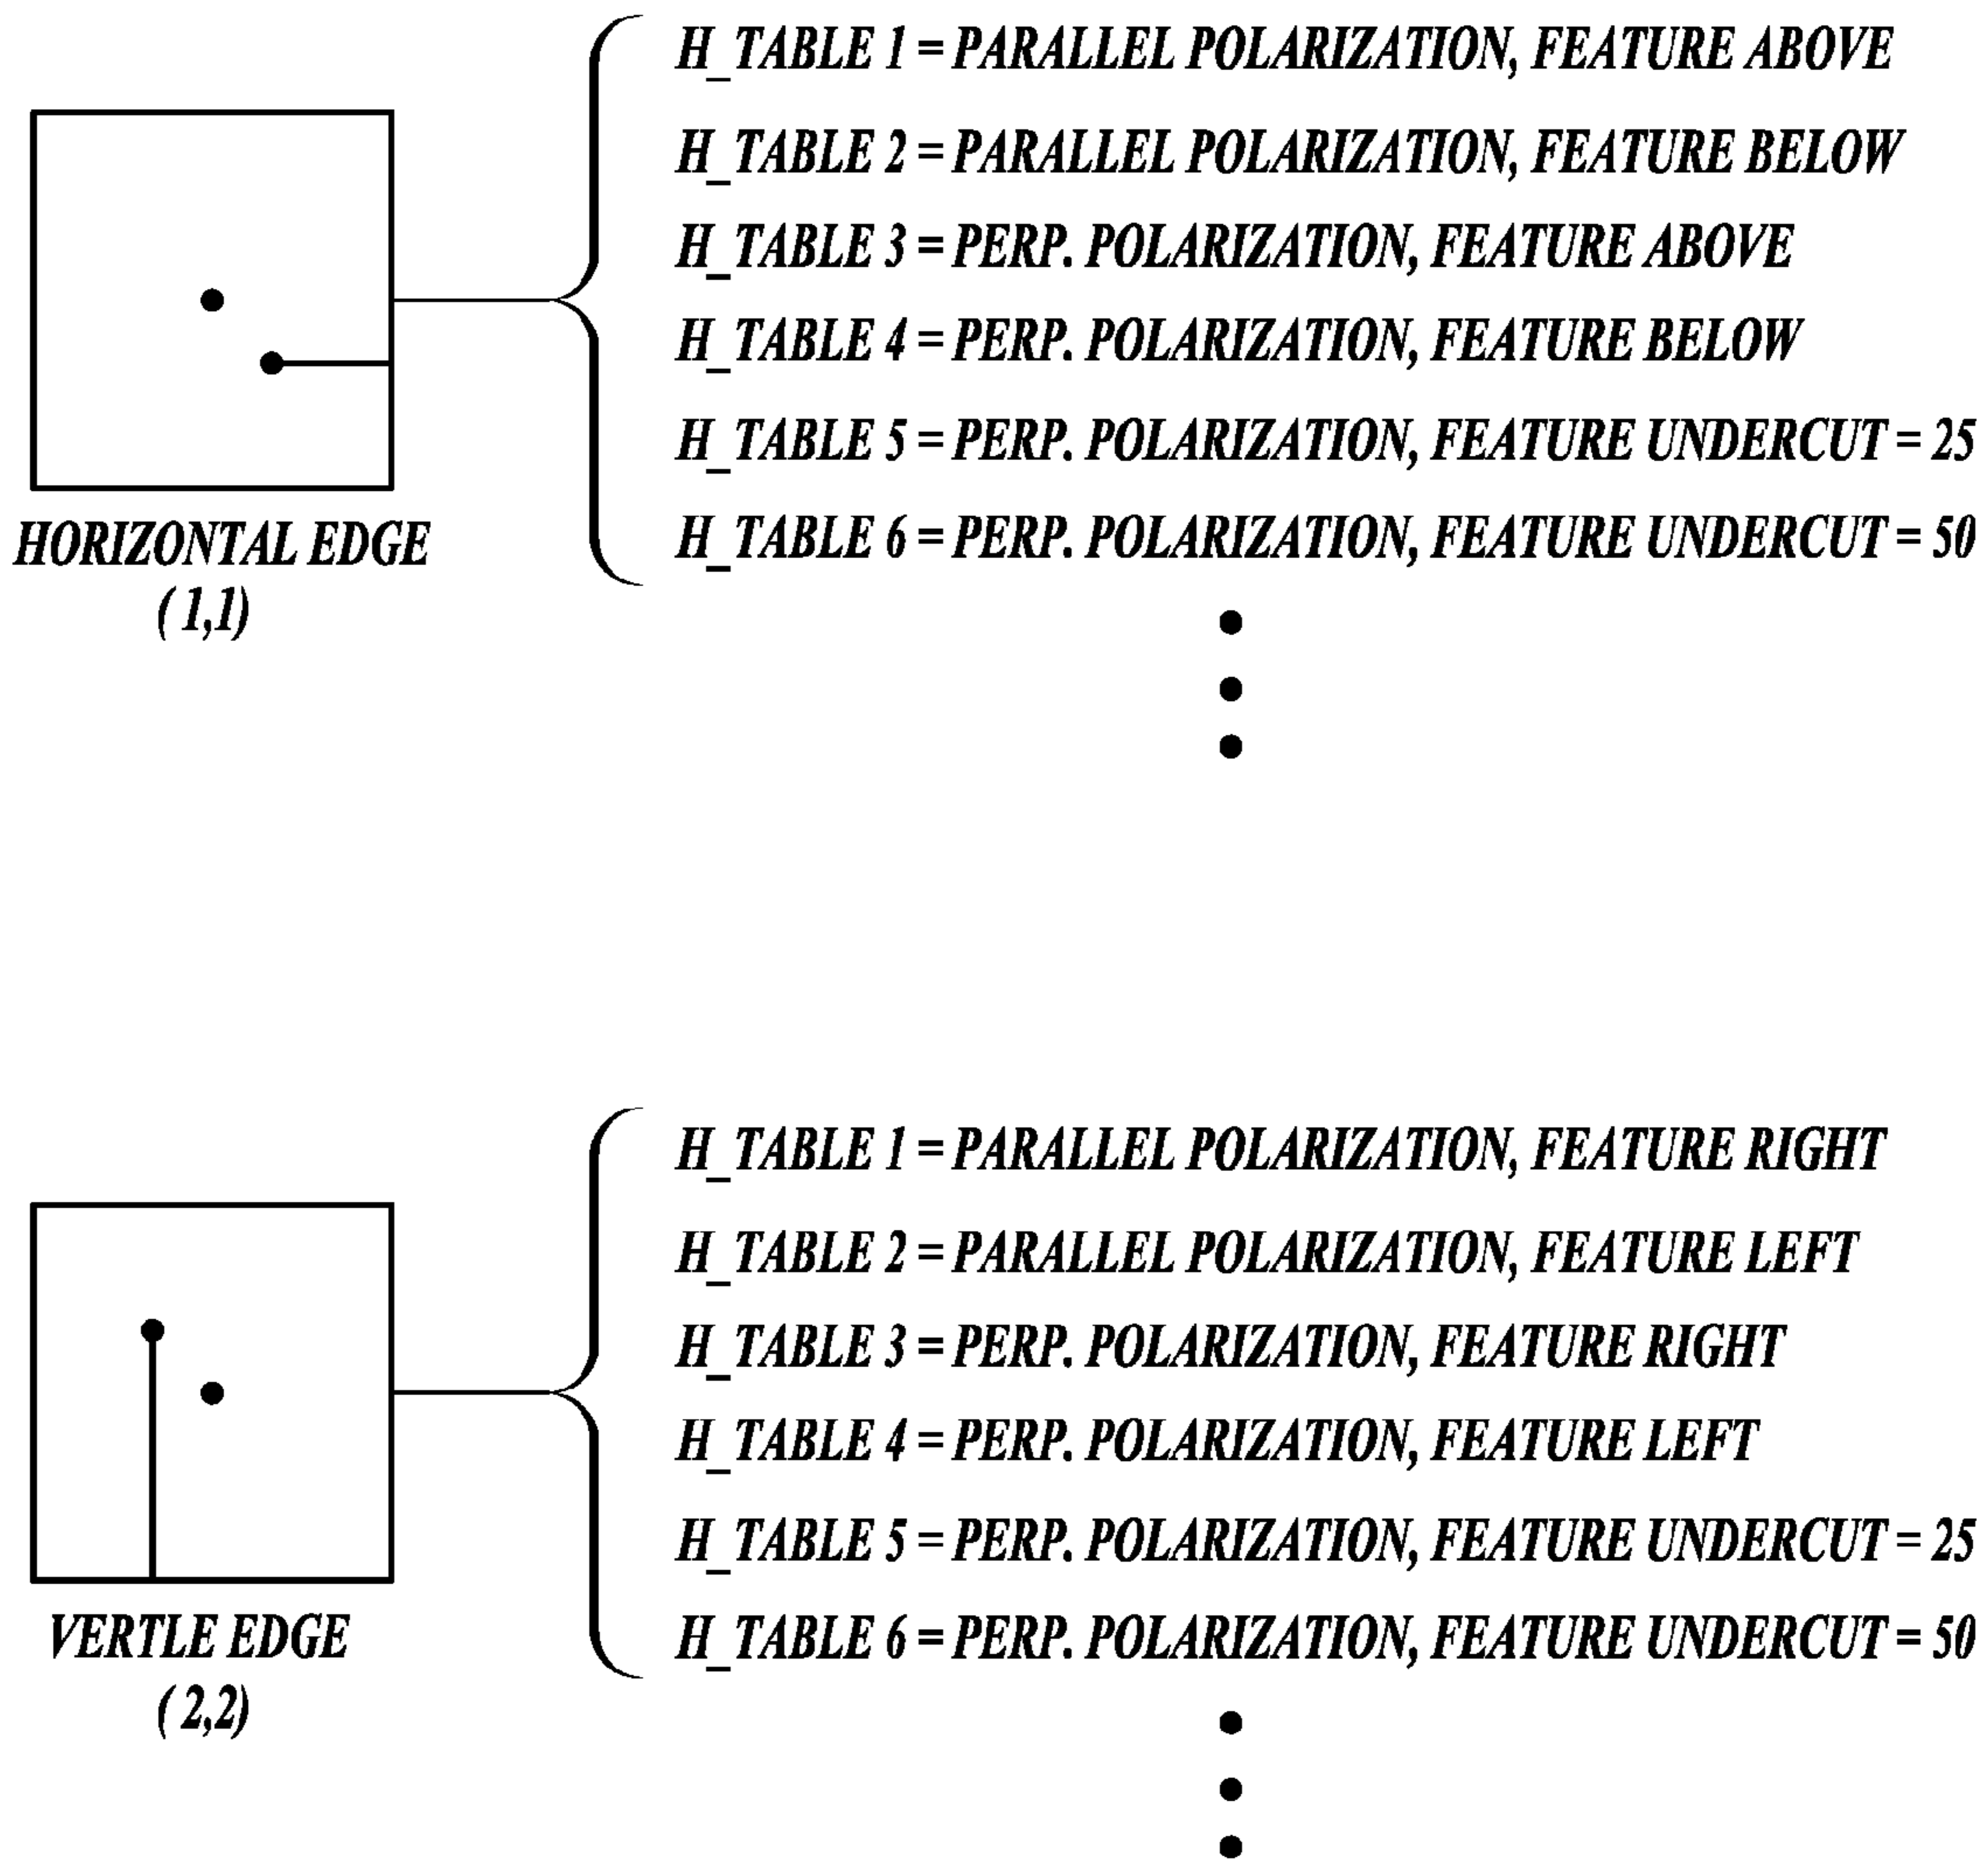 H_TABLE 1 = PARALLEL POLARIZATION, FEATURE ABOVE
H_TABLE 2 = PARALLEL POLARIZATION, FEATURE BELOW
H_TABLE 3 = PERP. POLARIZATION, FEATURE ABOVE
H_TABLE 4 = PERP. POLARIZATION, FEATURE BELOW
H_TABLE 5 = PERP. POLARIZATION, FEATURE UNDERCUT = 25
H_TABLE 6 = PERP. POLARIZATION, FEATURE UNDERCUT = 50
HORIZONTAL EDGE
( 1,1)
H_TABLE 1 = PARALLEL POLARIZATION, FEATURE RIGHT
H_TABLE 2 = PARALLEL POLARIZATION, FEATURE LEFT
H_TABLE 3 = PERP. POLARIZATION, FEATURE RIGHT
H_TABLE 4 = PERP. POLARIZATION, FEATURE LEFT
H_TABLE 5 = PERP. POLARIZATION, FEATURE UNDERCUT = 25
H_TABLE 6 = PERP. POLARIZATION, FEATURE UNDERCUT = 50
VERTLE EDGE
( 2,2)